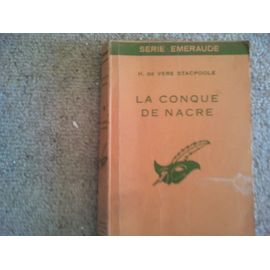 SERIE EMERAUDE
H. DE VERE STACPOOLE
LA CONQUE
DE NACRE